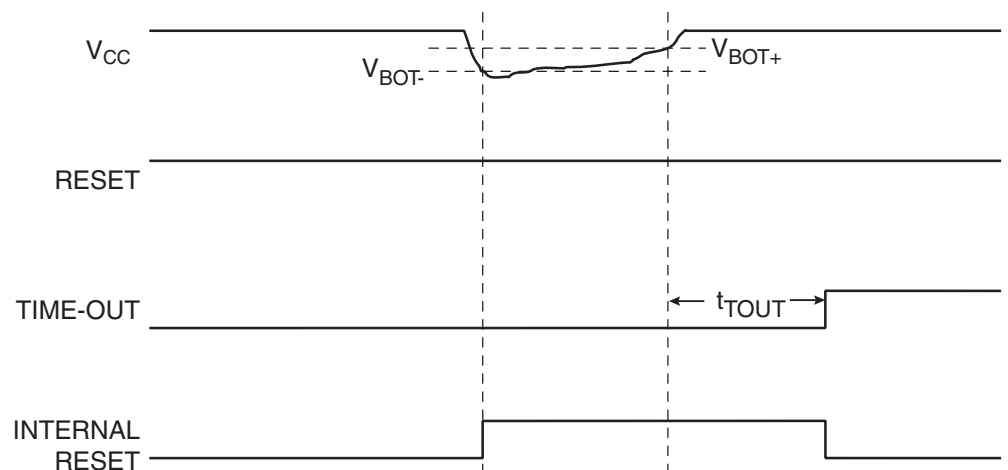 VCC
VBOT-
VBOT+
RESET
TIME-OUT
tTOUT
INTERNAL
RESET